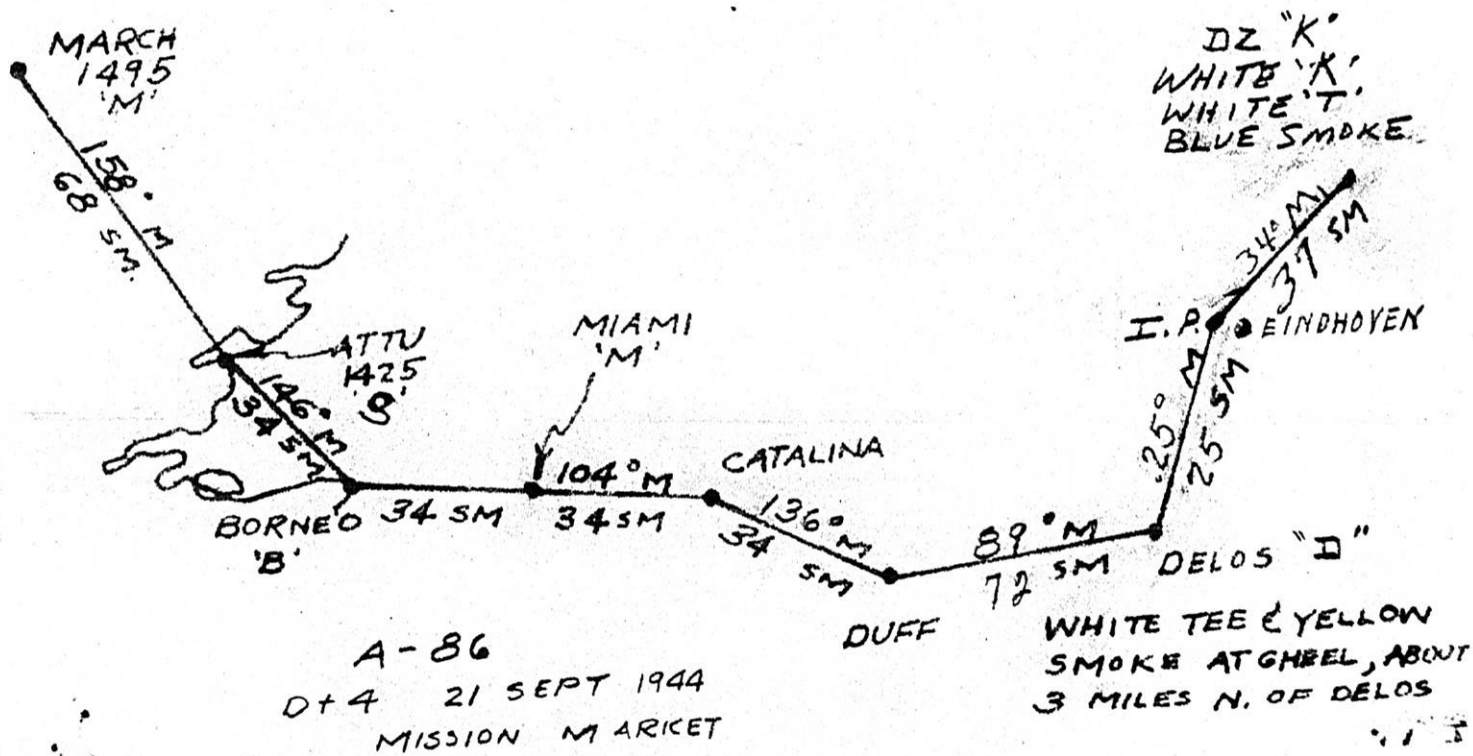 MARCH
1495
'M'
158° M
68 SM.
ATTU
1425
146° M
34 SM
BORNEO
'B'
34 SM
MIAMI
'M'
104° M
34 SM
CATALINA
136° M
34 SM
DUFF
89° M
72 SM
DELOS "D"
WHITE TEE & YELLOW
SMOKE AT GHEEL, ABOUT
3 MILES N. OF DELOS
25° M
25 SM
I.P.
EINDHOVEN
34° M
37 SM
DZ "K"
WHITE 'K'
WHITE 'T'
BLUE SMOKE
A-86
D+4 21 SEPT 1944
MISSION MARKET